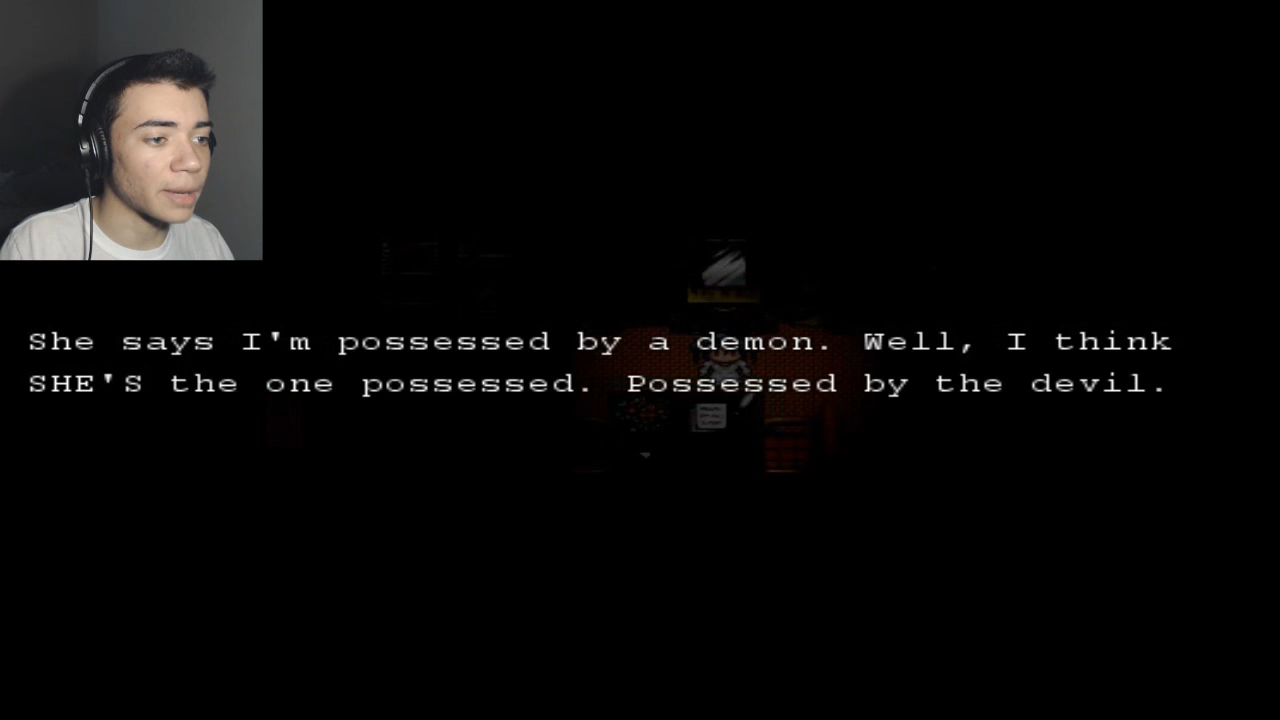 She says I'm possessed by a demon. Well, I think
SHE'S the one possessed. Possessed by the devil.